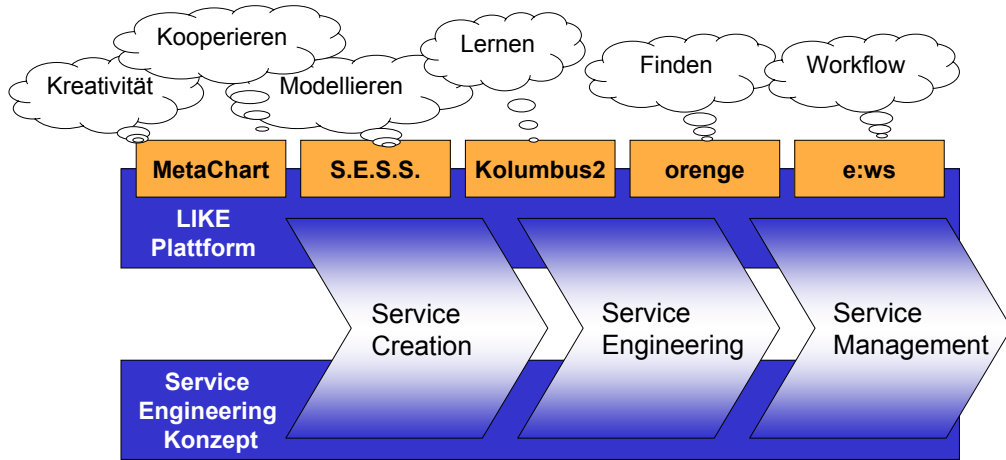 Kooperieren
Lernen
Kreativität
Modellieren
Finden
Workflow
MetaChart
S.E.S.S.
Kolumbus2
orenge
e:ws
LIKE
Plattform
Service
Creation
Service
Engineering
Service
Management
Service
Engineering
Konzept